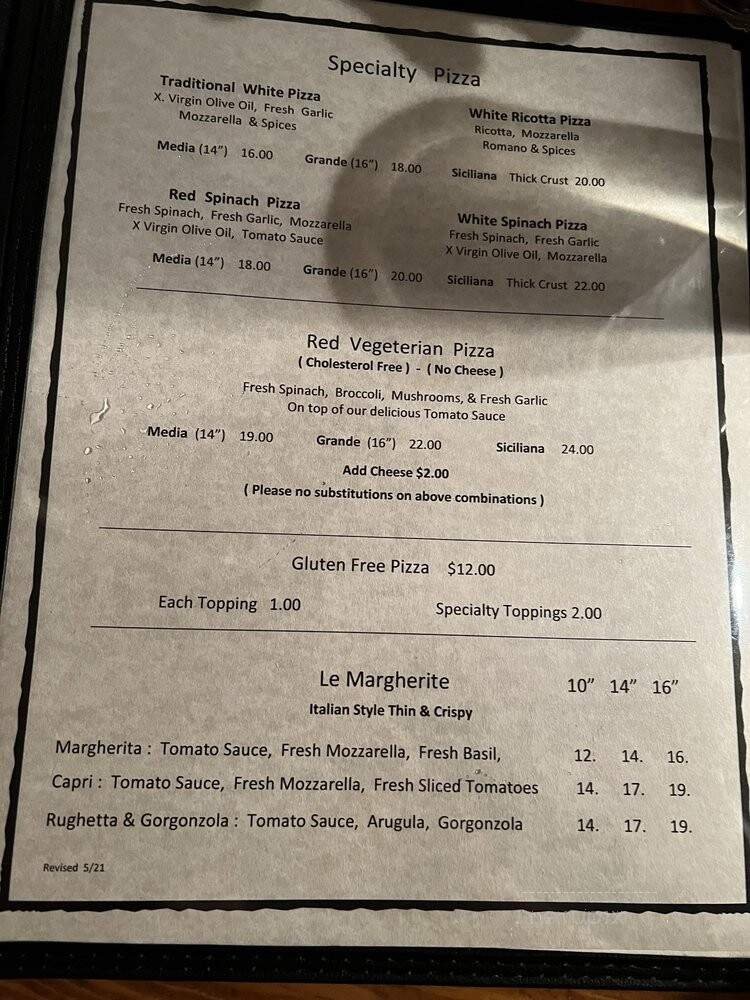 Specialty Pizza
Traditional White Pizza
X. Virgin Olive Oil, Fresh Garlic
Mozzarella & Spices
White Ricotta Pizza
Ricotta, Mozzarella
Romano & Spices
Media (14") 16.00 Grande (16") 18.00 Siciliana Thick Crust 20.00
Red Spinach Pizza
Fresh Spinach, Fresh Garlic, Mozzarella
X Virgin Olive Oil, Tomato Sauce
White Spinach Pizza
Fresh Spinach, Fresh Garlic
X Virgin Olive Oil, Mozzarella
Media (14") 18.00 Grande (16") 20.00 Siciliana Thick Crust 22.00
Red Vegeterian Pizza
( Cholesterol Free ) - ( No Cheese )
Fresh Spinach, Broccoli, Mushrooms, & Fresh Garlic
On top of our delicious Tomato Sauce
Media (14") 19.00 Grande (16") 22.00 Siciliana 24.00
Add Cheese $2.00
( Please no substitutions on above combinations )
Gluten Free Pizza $12.00
Each Topping 1.00 Specialty Toppings 2.00
Le Margherite 10" 14" 16"
Italian Style Thin & Crispy
Margherita : Tomato Sauce, Fresh Mozzarella, Fresh Basil, 12. 14. 16.
Capri : Tomato Sauce, Fresh Mozzarella, Fresh Sliced Tomatoes 14. 17. 19.
Rughetta & Gorgonzola : Tomato Sauce, Arugula, Gorgonzola 14. 17. 19.
Revised 5/21